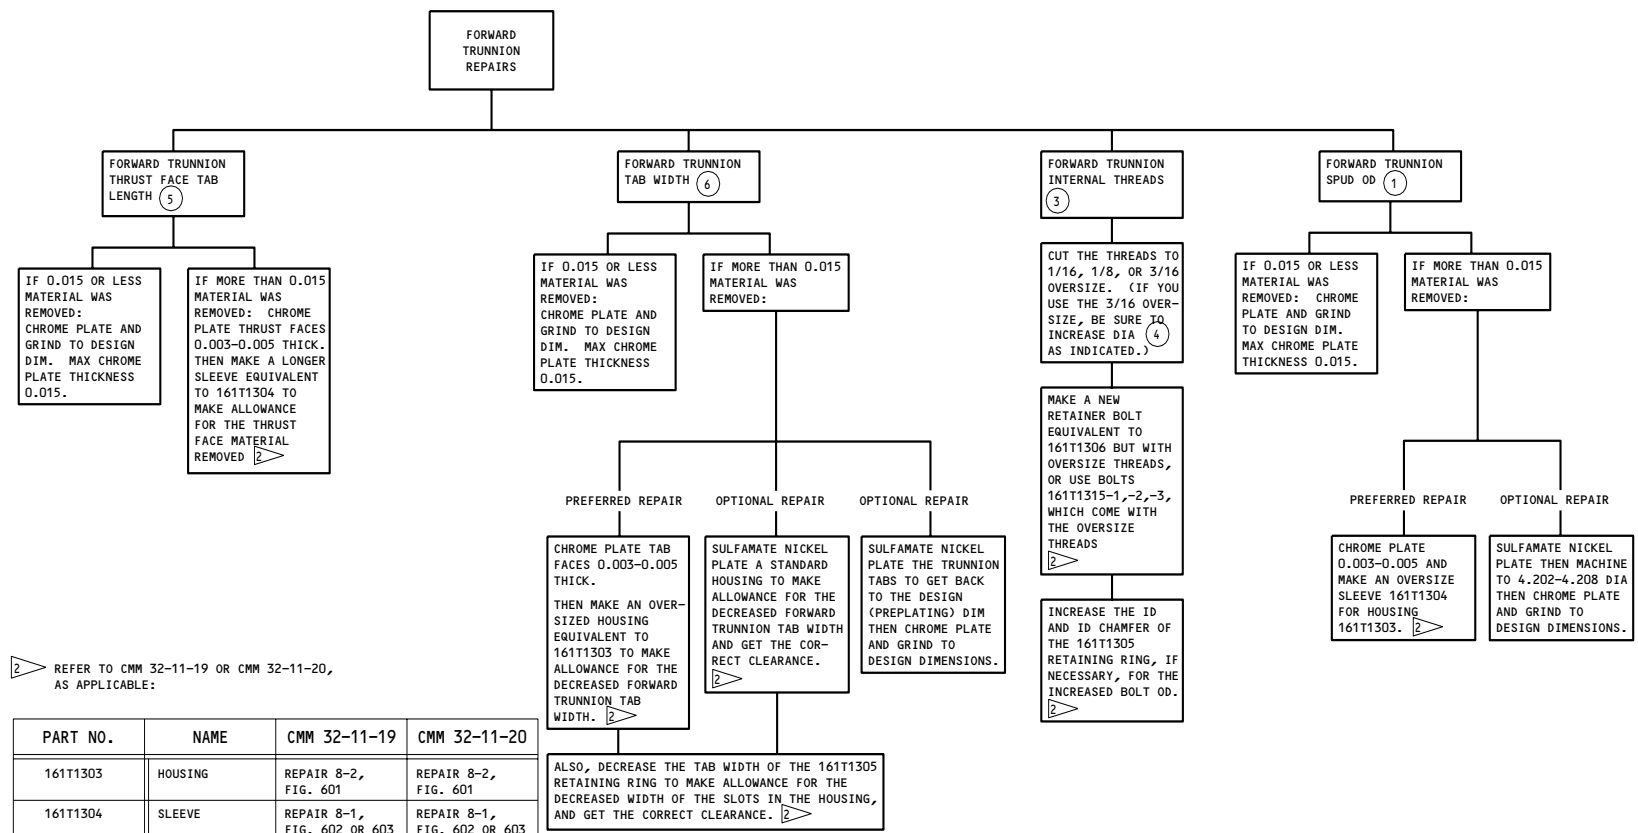 FORWARD
TRUNNION
REPAIRS
FORWARD TRUNNION
THRUST FACE TAB
LENGTH 5
IF 0.015 OR LESS
MATERIAL WAS
REMOVED:
CHROME PLATE AND
GRIND TO DESIGN
DIM. MAX CHROME
PLATE THICKNESS
0.015.
IF MORE THAN 0.015
MATERIAL WAS
REMOVED: CHROME
PLATE THRUST FACES
0.003-0.005 THICK.
THEN MAKE A LONGER
SLEEVE EQUIVALENT
TO 161T1304 TO
MAKE ALLOWANCE
FOR THE THRUST
FACE MATERIAL
REMOVED 2
FORWARD TRUNNION
TAB WIDTH 6
IF 0.015 OR LESS
MATERIAL WAS
REMOVED:
CHROME PLATE AND
GRIND TO DESIGN
DIM. MAX CHROME
PLATE THICKNESS
0.015.
IF MORE THAN 0.015
MATERIAL WAS
REMOVED:
PREFERRED REPAIR
CHROME PLATE TAB
FACES 0.003-0.005
THICK.
THEN MAKE AN OVER-
SIZED HOUSING
EQUIVALENT TO
161T1303 TO MAKE
ALLOWANCE FOR THE
DECREASED FORWARD
TRUNNION TAB
WIDTH. 2
OPTIONAL REPAIR
SULFAMATE NICKEL
PLATE A STANDARD
HOUSING TO MAKE
ALLOWANCE FOR THE
DECREASED FORWARD
TRUNNION TAB WIDTH
AND GET THE COR-
RECT CLEARANCE.
2
OPTIONAL REPAIR
SULFAMATE NICKEL
PLATE THE TRUNNION
TABS TO GET BACK
TO THE DESIGN
(PREPLATING) DIM
THEN CHROME PLATE
AND GRIND TO
DESIGN DIMENSIONS.
ALSO, DECREASE THE TAB WIDTH OF THE 161T1305
RETAINING RING TO MAKE ALLOWANCE FOR THE
DECREASED WIDTH OF THE SLOTS IN THE HOUSING,
AND GET THE CORRECT CLEARANCE. 2
FORWARD TRUNNION
INTERNAL THREADS
3
CUT THE THREADS TO
1/16, 1/8, OR 3/16
OVERSIZE. (IF YOU
USE THE 3/16 OVER-
SIZE, BE SURE TO
INCREASE DIA 4
AS INDICATED.)
MAKE A NEW
RETAINER BOLT
EQUIVALENT TO
161T1306 BUT WITH
OVERSIZE THREADS,
OR USE BOLTS
161T1315-1,-2,-3,
WHICH COME WITH
THE OVERSIZE
THREADS
2
INCREASE THE ID
AND ID CHAMFER OF
THE 161T1305
RETAINING RING, IF
NECESSARY, FOR THE
INCREASED BOLT OD.
2
FORWARD TRUNNION
SPUD OD 1
IF 0.015 OR LESS
MATERIAL WAS
REMOVED: CHROME
PLATE AND GRIND
TO DESIGN DIM.
MAX CHROME PLATE
THICKNESS 0.015.
IF MORE THAN 0.015
MATERIAL WAS
REMOVED:
PREFERRED REPAIR
CHROME PLATE
0.003-0.005 AND
MAKE AN OVERSIZE
SLEEVE 161T1304
FOR HOUSING
161T1303. 2
OPTIONAL REPAIR
SULFAMATE NICKEL
PLATE THEN MACHINE
TO 4.202-4.208 DIA
THEN CHROME PLATE
AND GRIND TO
DESIGN DIMENSIONS.
2 REFER TO CMM 32-11-19 OR CMM 32-11-20,
AS APPLICABLE:
PART NO. NAME CMM 32-11-19 CMM 32-11-20
161T1303 HOUSING REPAIR 8-2, REPAIR 8-2,
FIG. 601 FIG. 601
161T1304 SLEEVE REPAIR 8-1, REPAIR 8-1,
FIG. 602 OR 603 FIG. 602 OR 603